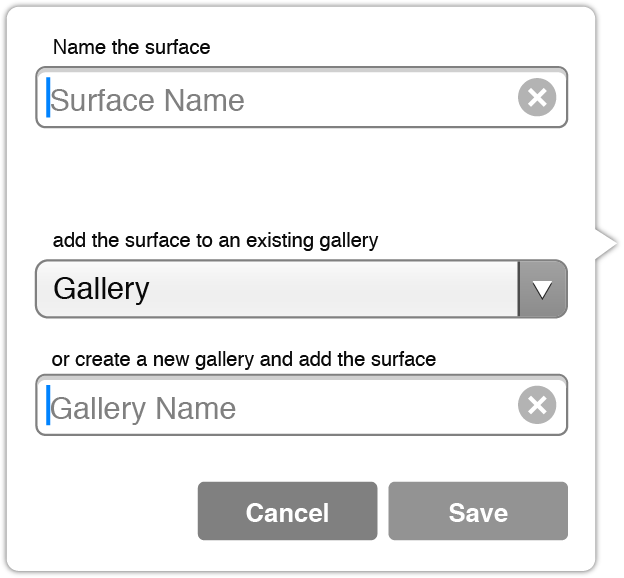 Name the surface
Surface Name
add the surface to an existing gallery
Gallery
or create a new gallery and add the surface
Gallery Name
Cancel
Save